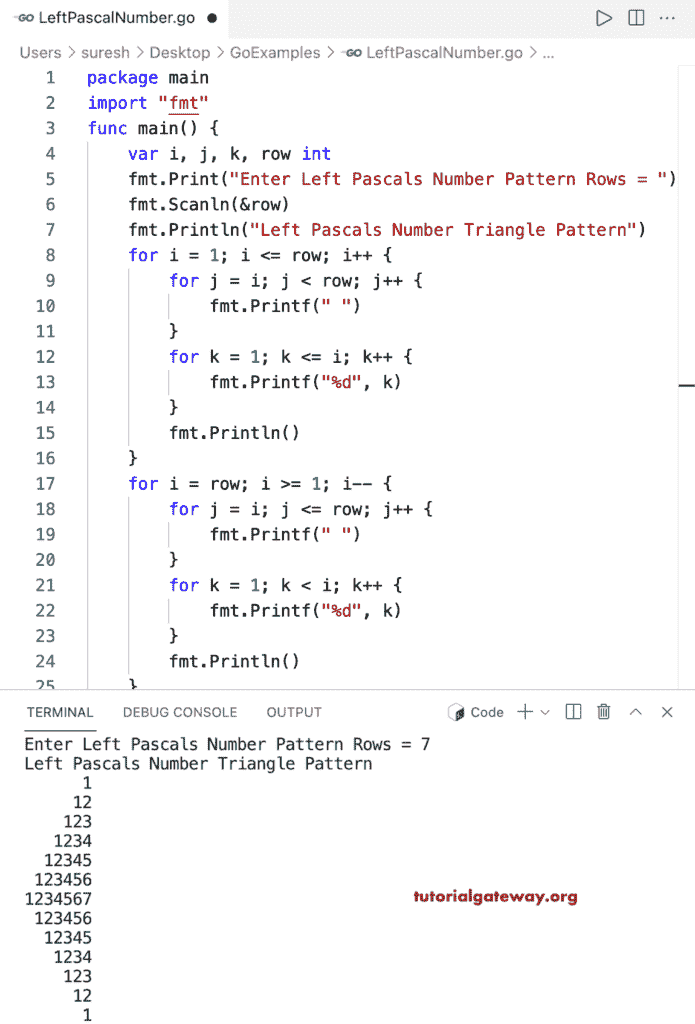 GO LeftPascalNumber.go
Users > suresh > Desktop > GoExamples > GO LeftPascalNumber.go > ...
1 package main
2 import "fmt"
3 func main() {
4     var i, j, k, row int
5     fmt.Print("Enter Left Pascals Number Pattern Rows = ")
6     fmt.Scanln(&row)
7     fmt.Println("Left Pascals Number Triangle Pattern")
8     for i = 1; i <= row; i++ {
9         for j = i; j < row; j++ {
10             fmt.Printf(" ")
11         }
12         for k = 1; k <= i; k++ {
13             fmt.Printf("%d", k)
14         }
15         fmt.Println()
16     }
17     for i = row; i >= 1; i-- {
18         for j = i; j <= row; j++ {
19             fmt.Printf(" ")
20         }
21         for k = 1; k < i; k++ {
22             fmt.Printf("%d", k)
23         }
24         fmt.Println()
25     }
TERMINAL DEBUG CONSOLE OUTPUT Code
Enter Left Pascals Number Pattern Rows = 7
Left Pascals Number Triangle Pattern
      1
     12
    123
   1234
  12345
 123456
1234567
 123456
  12345
   1234
    123
     12
      1
tutorialgateway.org